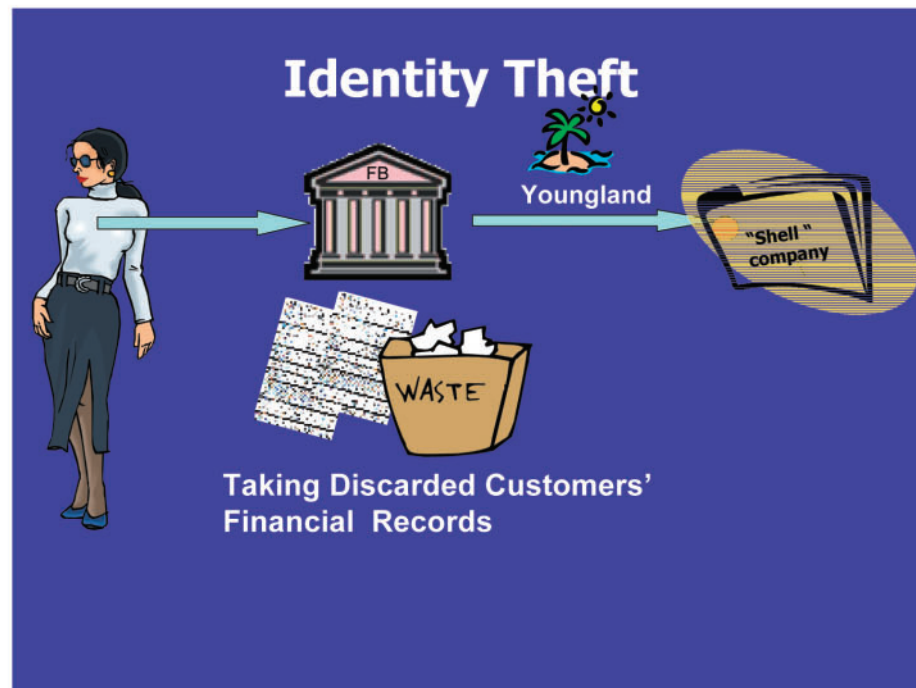 Identity Theft
FB
Youngland
"Shell "
company
WASTE
Taking Discarded Customers'
Financial Records